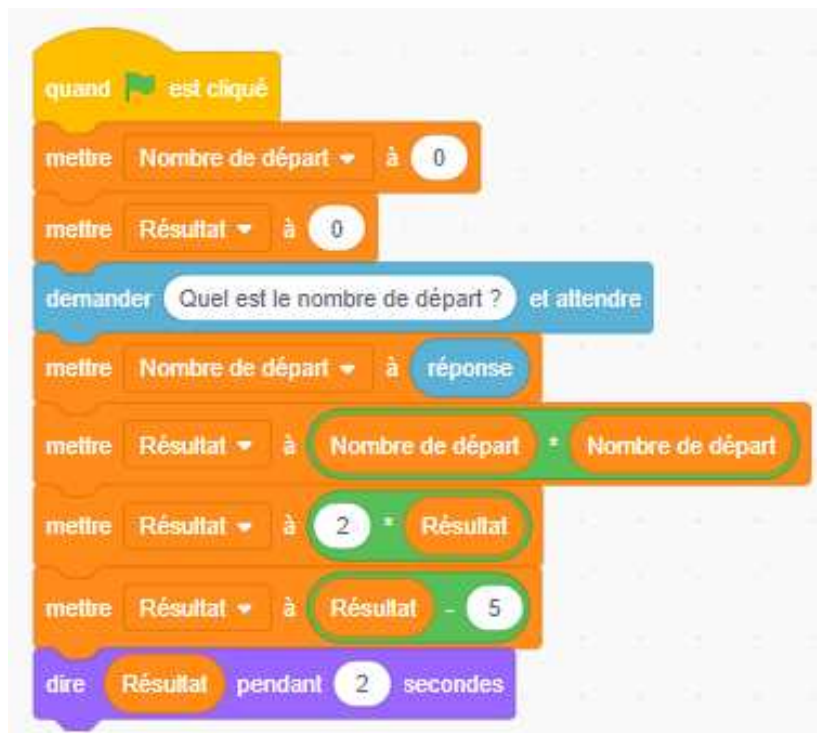 quand est cliqué
mettre Nombre de départ à 0
mettre Résultat à 0
demander Quel est le nombre de départ ? et attendre
mettre Nombre de départ à réponse
mettre Résultat à Nombre de départ * Nombre de départ
mettre Résultat à 2 * Résultat
mettre Résultat à Résultat - 5
dire Résultat pendant 2 secondes